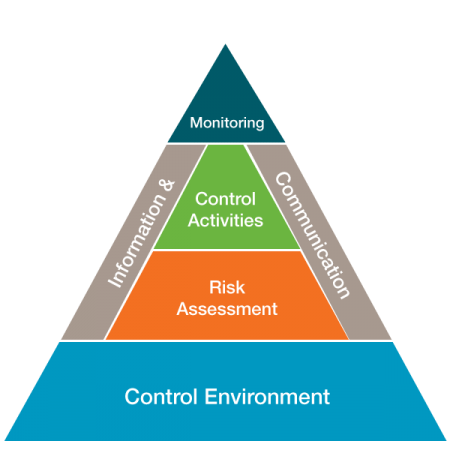 Monitoring
Information &
Communication
Control
Activities
Risk
Assessment
Control Environment